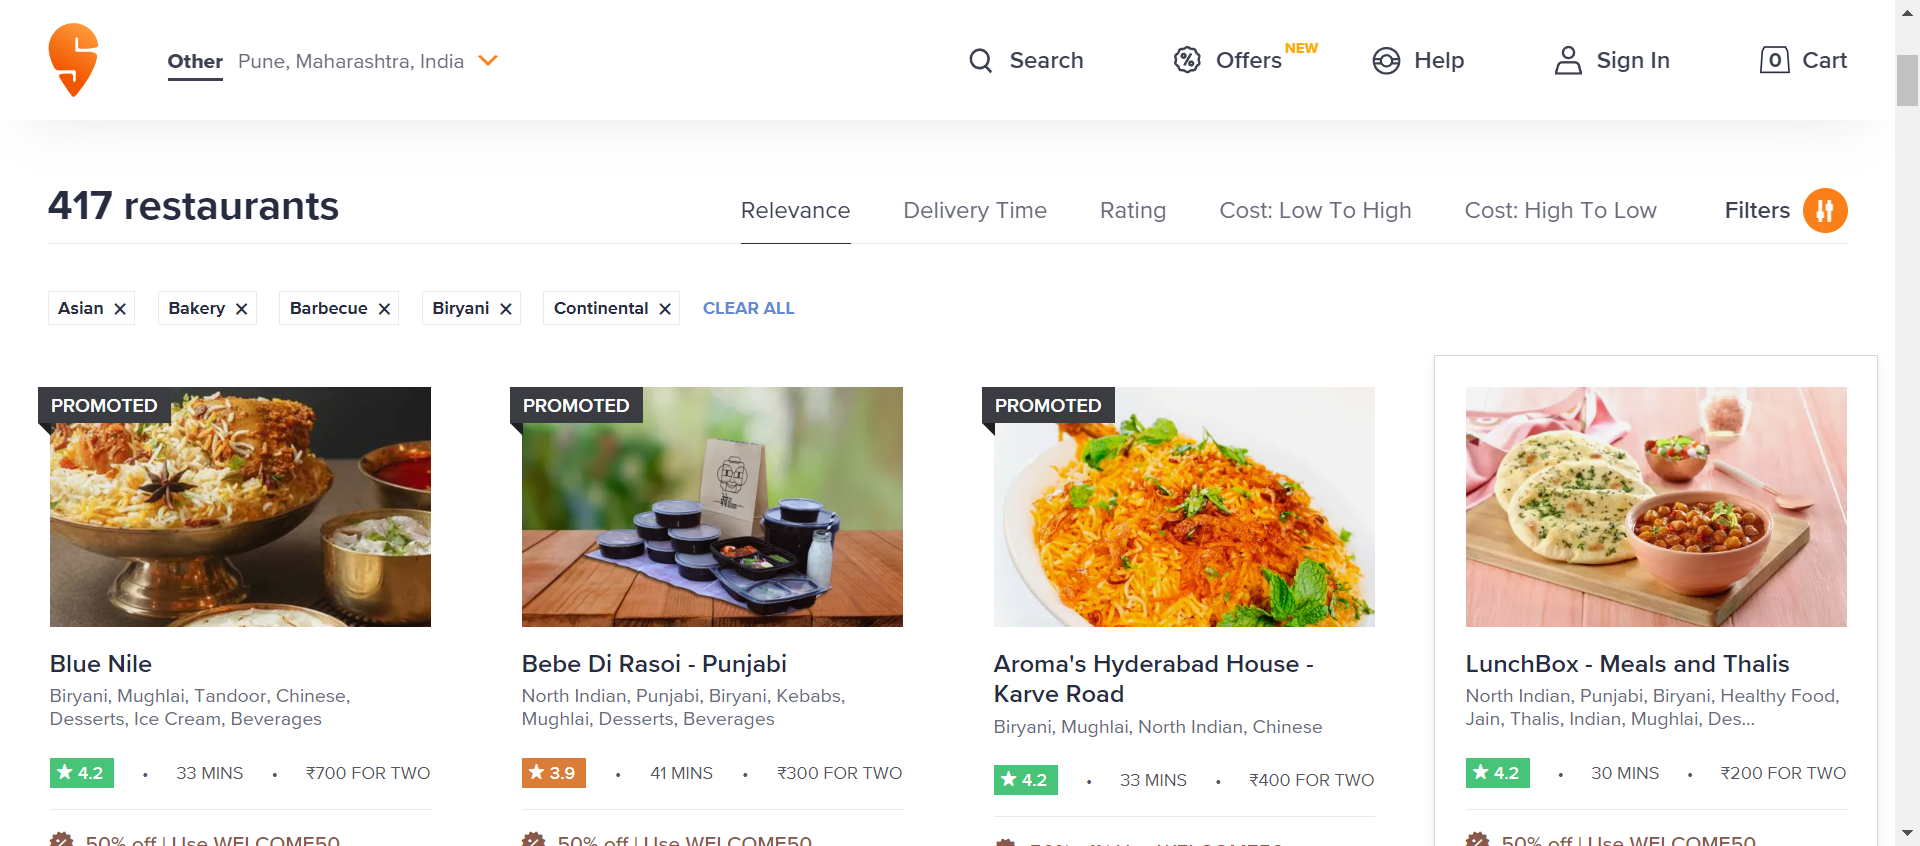 Other Pune, Maharashtra, India
Search
Offers NEW
Help
Sign In
0 Cart
417 restaurants
Relevance
Delivery Time
Rating
Cost: Low To High
Cost: High To Low
Filters
Asian
Bakery
Barbecue
Biryani
Continental
CLEAR ALL
PROMOTED
Blue Nile
Biryani, Mughlai, Tandoor, Chinese,
Desserts, Ice Cream, Beverages
4.2 • 33 MINS • ₹700 FOR TWO
50% off | Use WELCOME50
PROMOTED
Bebe Di Rasoi - Punjabi
North Indian, Punjabi, Biryani, Kebabs,
Mughlai, Desserts, Beverages
3.9 • 41 MINS • ₹300 FOR TWO
50% off | Use WELCOME50
PROMOTED
Aroma's Hyderabad House -
Karve Road
Biryani, Mughlai, North Indian, Chinese
4.2 • 33 MINS • ₹400 FOR TWO
LunchBox - Meals and Thalis
North Indian, Punjabi, Biryani, Healthy Food,
Jain, Thalis, Indian, Mughlai, Des...
4.2 • 30 MINS • ₹200 FOR TWO
50% off | Use WELCOME50